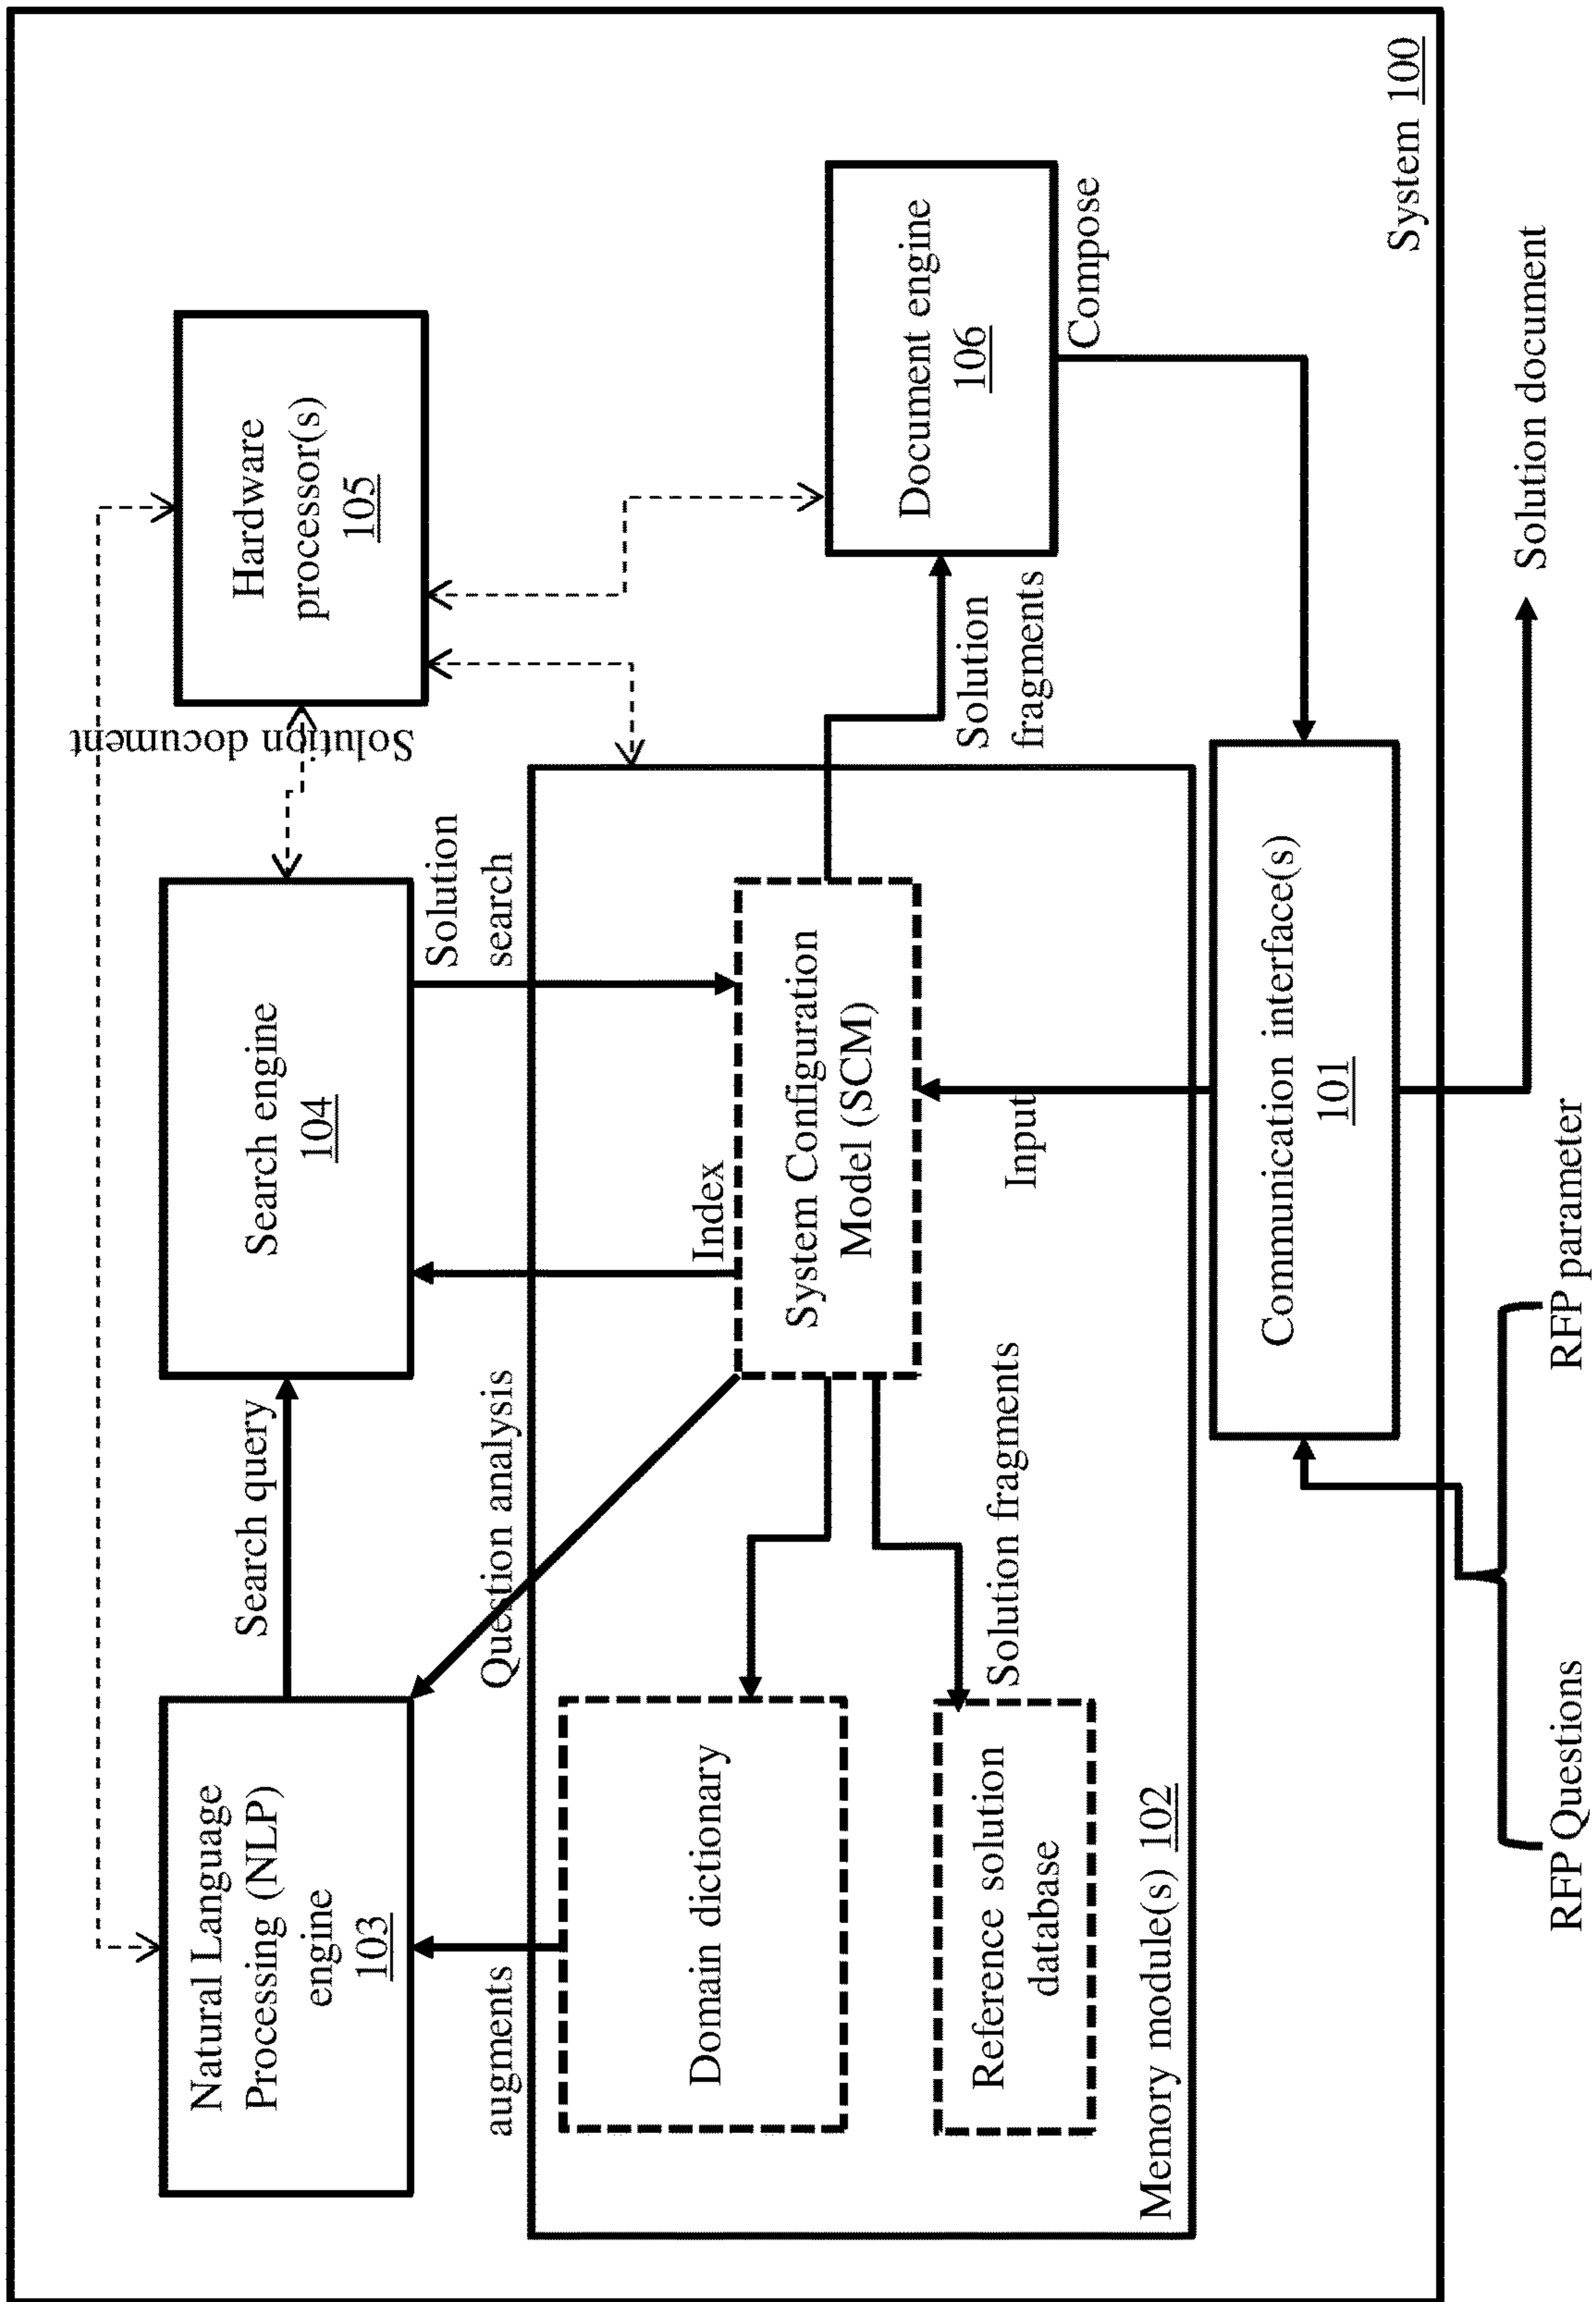 Natural Language
Processing (NLP)
engine
103
Search query
Search engine
104
Solution document
Hardware
processor(s)
105
augments
Question analysis
Index
Solution
search
Domain dictionary
System Configuration
Model (SCM)
Reference solution
database
Solution fragments
Input
Solution
fragments
Document engine
106
Compose
Memory module(s) 102
Communication interface(s)
101
System 100
RFP Questions
RFP parameter
Solution document